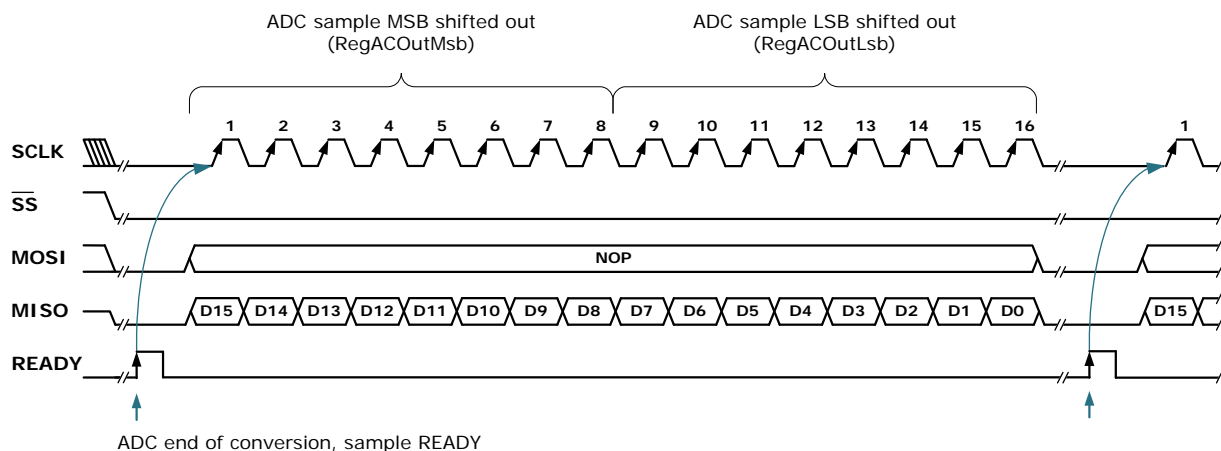 ADC sample MSB shifted out
(RegACOutMsb)
ADC sample LSB shifted out
(RegACOutLsb)
1 2 3 4 5 6 7 8 9 10 11 12 13 14 15 16 1
SCLK
SS
MOSI NOP
MISO D15 D14 D13 D12 D11 D10 D9 D8 D7 D6 D5 D4 D3 D2 D1 D0 D15
READY
ADC end of conversion, sample READY